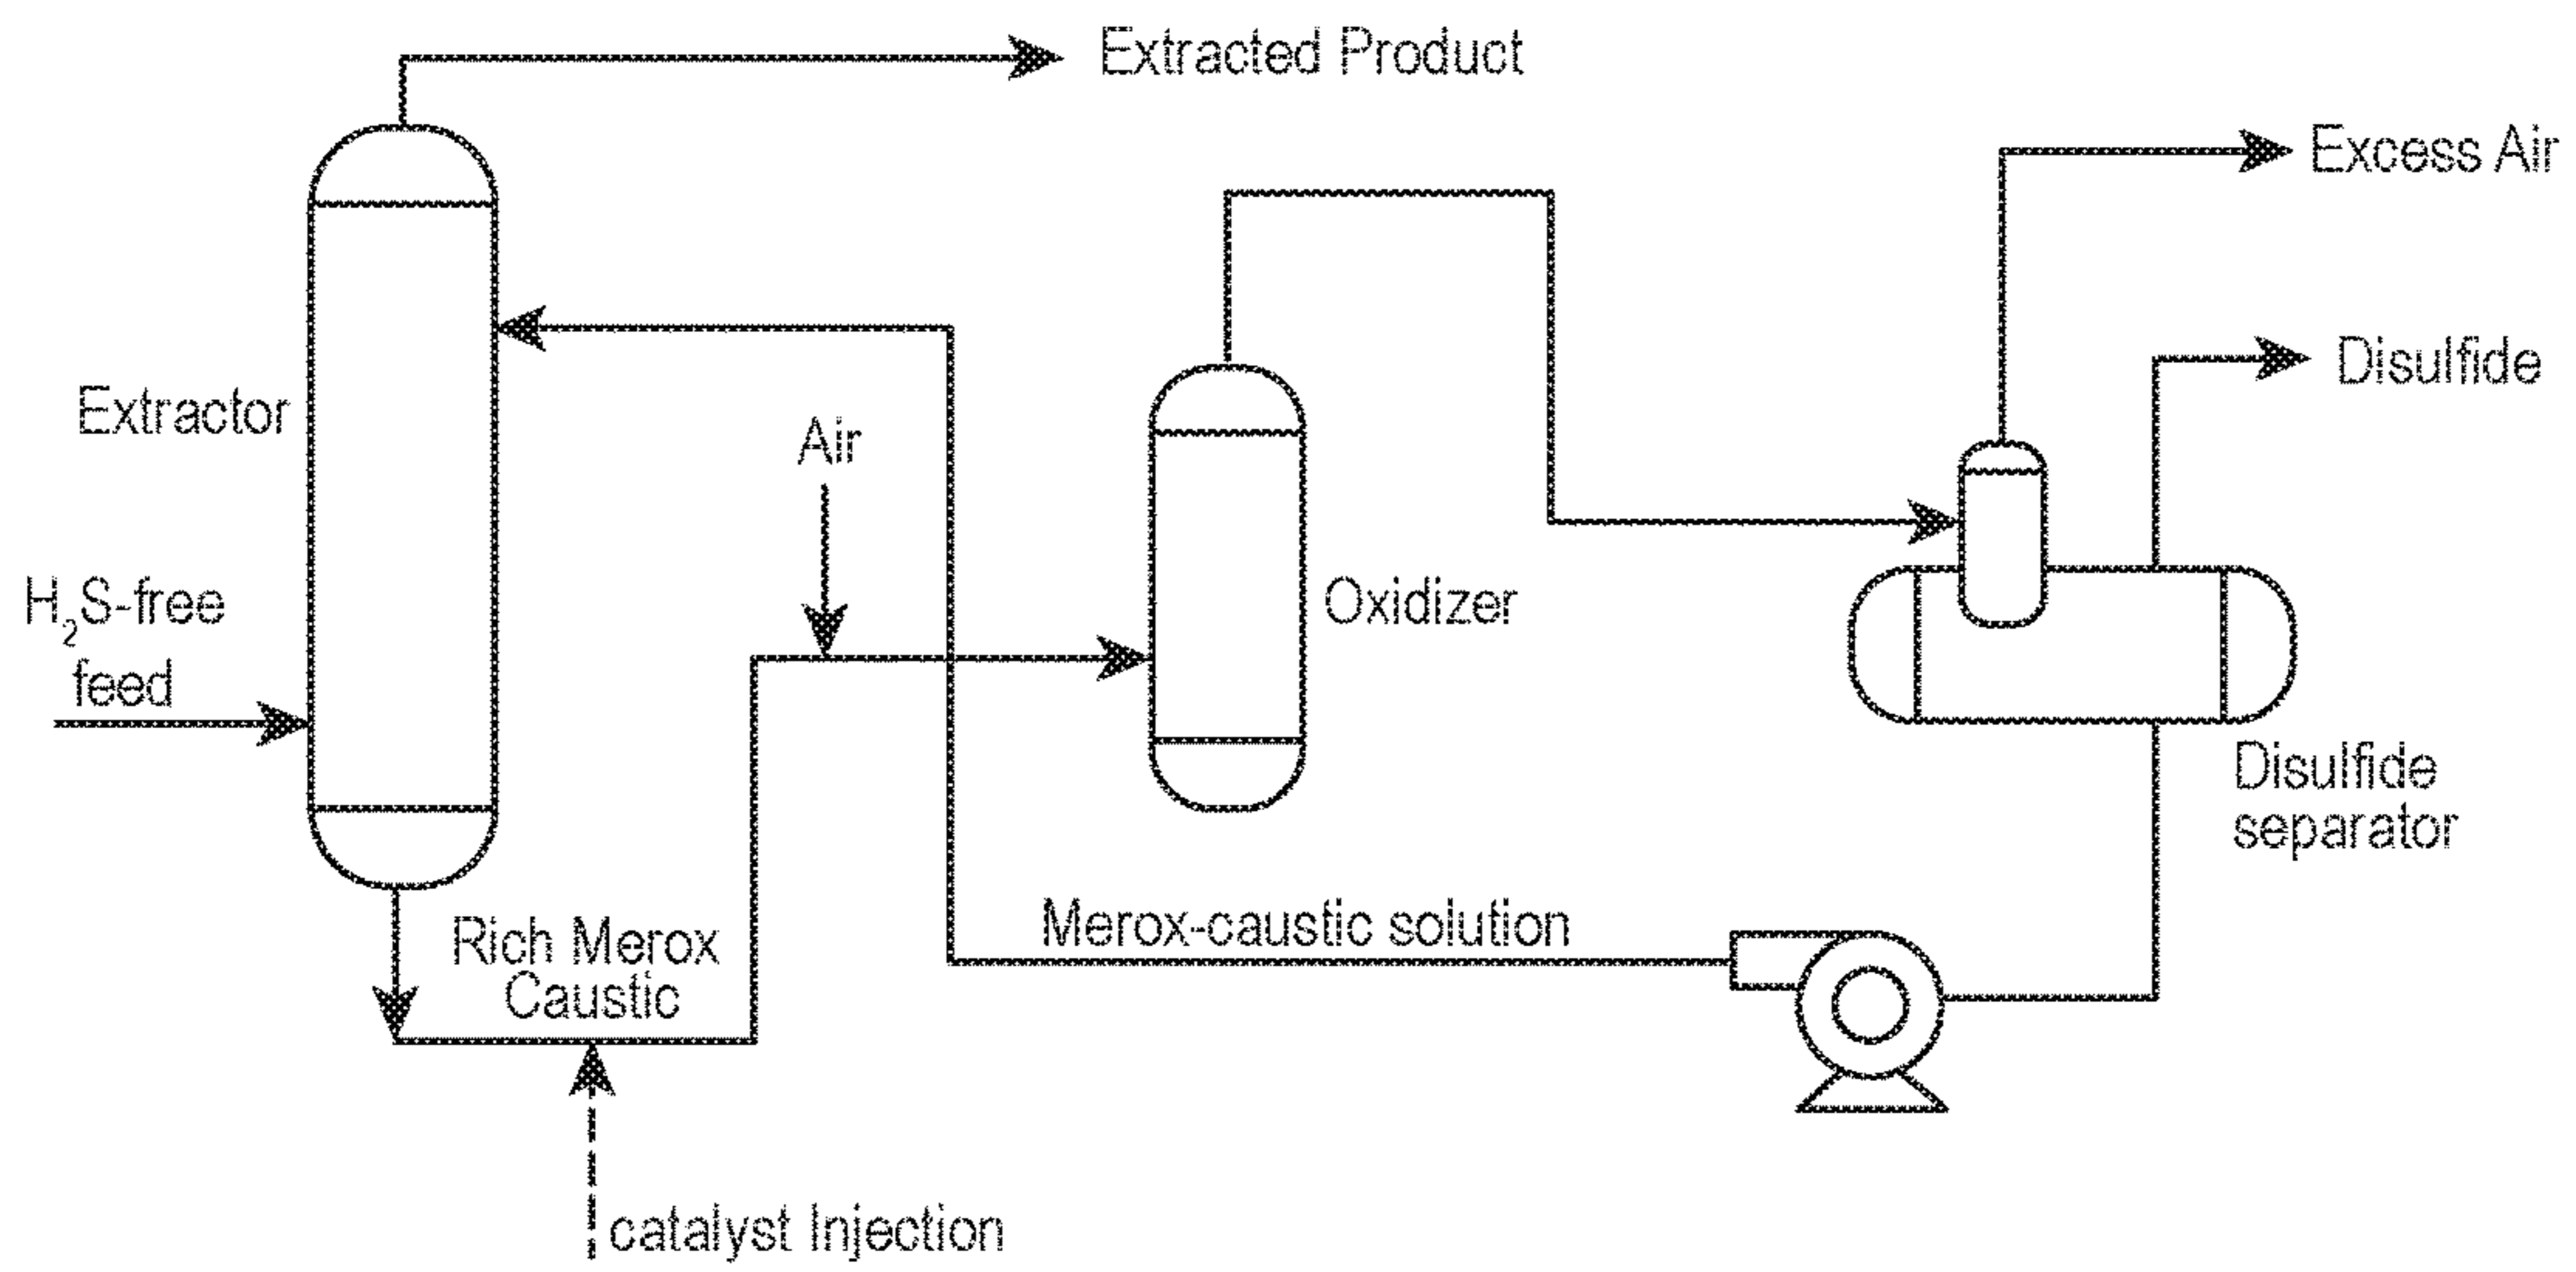 Extracted Product
Excess Air
Disulfide
Extractor
Air
H₂S-free
feed
Oxidizer
Disulfide
separator
Rich Merox
Caustic
Merox-caustic solution
catalyst Injection